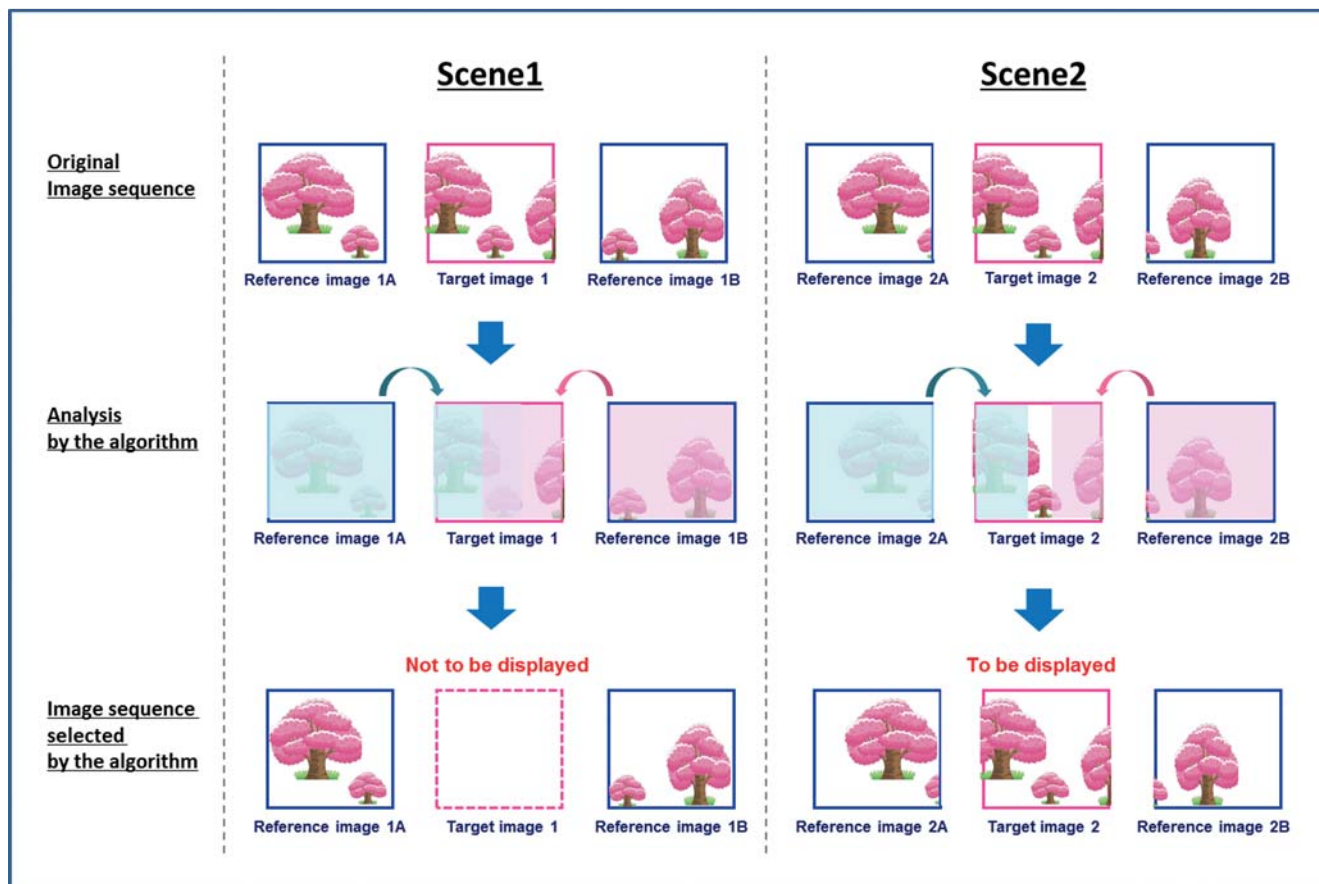 Scene1
Scene2
Original
Image sequence
Reference image 1A
Target image 1
Reference image 1B
Reference image 2A
Target image 2
Reference image 2B
Analysis
by the algorithm
Reference image 1A
Target image 1
Reference image 1B
Reference image 2A
Target image 2
Reference image 2B
Not to be displayed
To be displayed
Image sequence
selected
by the algorithm
Reference image 1A
Target image 1
Reference image 1B
Reference image 2A
Target image 2
Reference image 2B